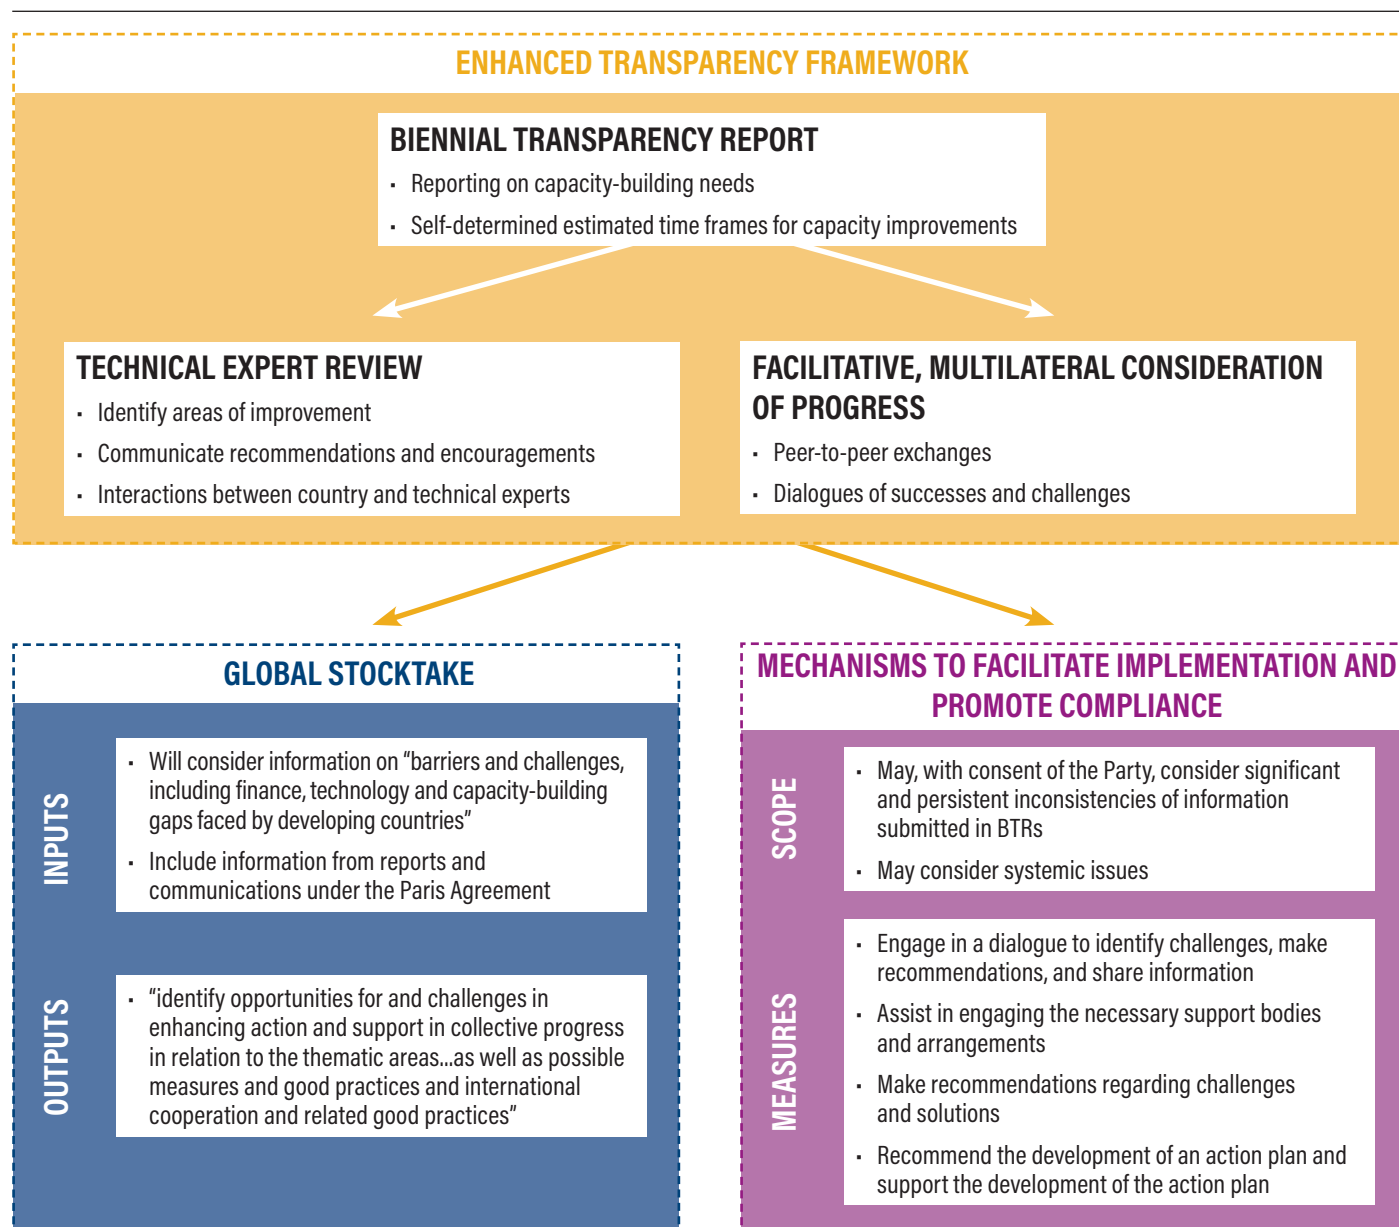 ENHANCED TRANSPARENCY FRAMEWORK
BIENNIAL TRANSPARENCY REPORT
• Reporting on capacity-building needs
• Self-determined estimated time frames for capacity improvements
TECHNICAL EXPERT REVIEW
• Identify areas of improvement
• Communicate recommendations and encouragements
• Interactions between country and technical experts
FACILITATIVE, MULTILATERAL CONSIDERATION
OF PROGRESS
• Peer-to-peer exchanges
• Dialogues of successes and challenges
GLOBAL STOCKTAKE
INPUTS
• Will consider information on “barriers and challenges,
including finance, technology and capacity-building
gaps faced by developing countries”
• Include information from reports and
communications under the Paris Agreement
OUTPUTS
• “identify opportunities for and challenges in
enhancing action and support in collective progress
in relation to the thematic areas...as well as possible
measures and good practices and international
cooperation and related good practices”
MECHANISMS TO FACILITATE IMPLEMENTATION AND
PROMOTE COMPLIANCE
SCOPE
• May, with consent of the Party, consider significant
and persistent inconsistencies of information
submitted in BTRs
• May consider systemic issues
MEASURES
• Engage in a dialogue to identify challenges, make
recommendations, and share information
• Assist in engaging the necessary support bodies
and arrangements
• Make recommendations regarding challenges
and solutions
• Recommend the development of an action plan and
support the development of the action plan